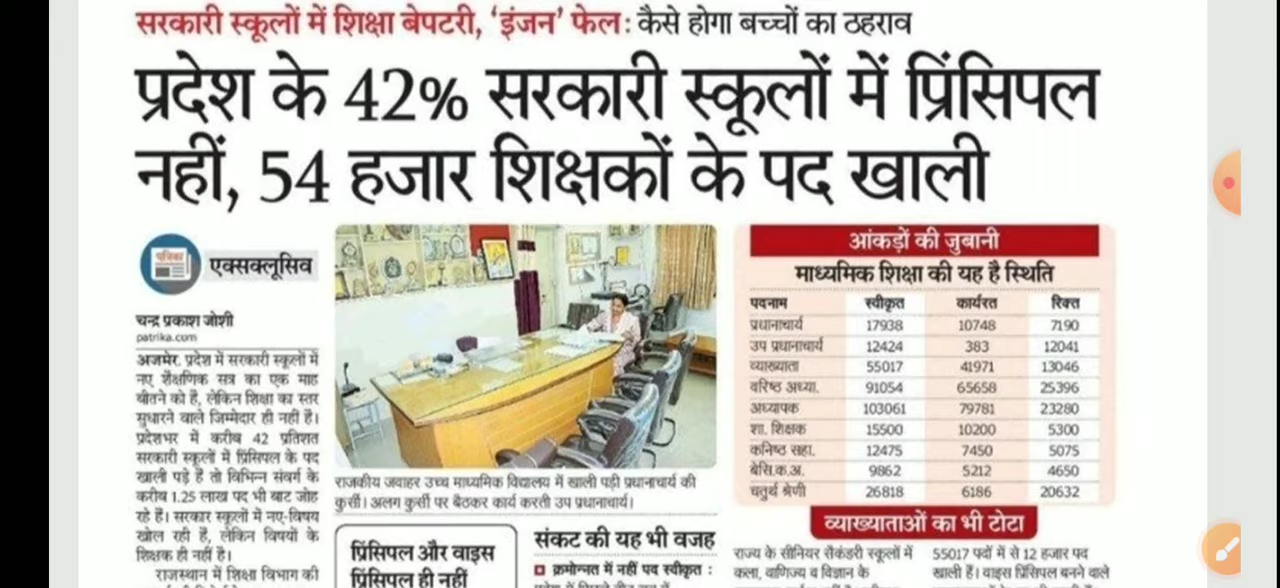 सरकारी स्कूलों में शिक्षा बेपटरी, 'इंजन' फेल: कैसे होगा बच्चों का ठहराव
प्रदेश के 42% सरकारी स्कूलों में प्रिंसिपल
नहीं, 54 हजार शिक्षकों के पद खाली
पत्रिका
एक्सक्लूसिव
चन्द्र प्रकाश जोशी
patrika.com
अजमेर. प्रदेश में सरकारी स्कूलों में
नए शैक्षणिक सत्र का एक माह
बीतने को है, लेकिन शिक्षा का स्तर
सुधारने वाले जिम्मेदार ही नहीं है।
प्रदेशभर में करीब 42 प्रतिशत
सरकारी स्कूलों में प्रिंसिपल के पद
खाली पड़े हैं तो विभिन्न संवर्ग के
करीब 1.25 लाख पद भी बाट जोह
रहे हैं। सरकार स्कूलों में नए-विषय
खोल रही है, लेकिन विषयों के
शिक्षक ही नहीं है।
राजस्थान में शिक्षा विभाग की
राजकीय जवाहर उच्च माध्यमिक विद्यालय में खाली पड़ी प्रधानाचार्य की
कुर्सी। अलग कुर्सी पर बैठकर कार्य करती उप प्रधानाचार्य।
प्रिंसिपल और वाइस
प्रिंसिपल ही नहीं
संकट की यह भी वजह
क्रमोन्नत में नहीं पद स्वीकृत :
आंकड़ों की जुबानी
माध्यमिक शिक्षा की यह है स्थिति
पदनाम स्वीकृत कार्यरत रिक्त
प्रधानाचार्य 17938 10748 7190
उप प्रधानाचार्य 12424 383 12041
व्याख्याता 55017 41971 13046
वरिष्ठ अध्या. 91054 65658 25396
अध्यापक 103061 79781 23280
शा. शिक्षक 15500 10200 5300
कनिष्ठ सहा. 12475 7450 5075
बेसि.क.अ. 9862 5212 4650
चतुर्थ श्रेणी 26818 6186 20632
व्याख्याताओं का भी टोटा
राज्य के सीनियर सैकंडरी स्कूलों में
कला, वाणिज्य व विज्ञान के
55017 पदों में से 12 हजार पद
खाली हैं। वाइस प्रिंसिपल बनने वाले